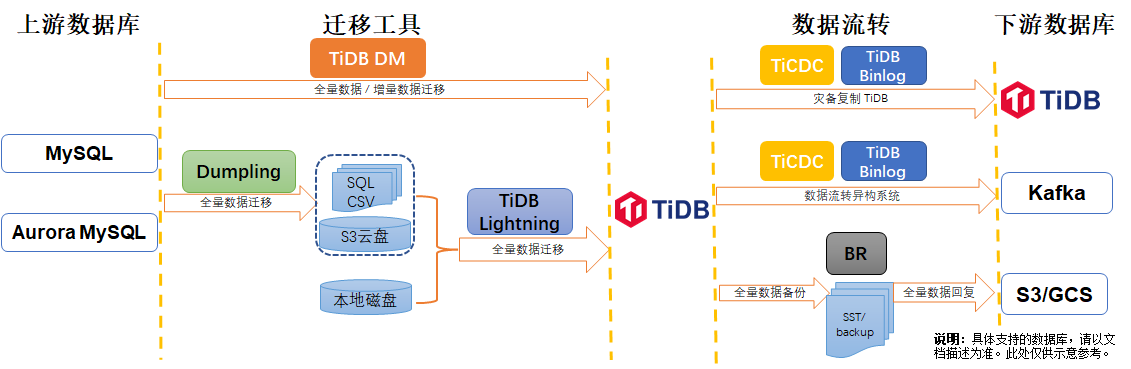 上游数据库
迁移工具
数据流转
下游数据库
TiDB DM
全量数据 / 增量数据迁移
MySQL
Aurora MySQL
Dumpling
全量数据迁移
SQL
CSV
S3云盘
本地磁盘
TiDB
Lightning
全量数据迁移
TiDB
TiCDC
TiDB
Binlog
灾备复制 TiDB
TiDB
TiCDC
TiDB
Binlog
数据流转异构系统
Kafka
BR
全量数据备份
SST/
backup
全量数据回复
S3/GCS
说明：具体支持的数据库，请以文
档描述为准。此处仅供示意参考。